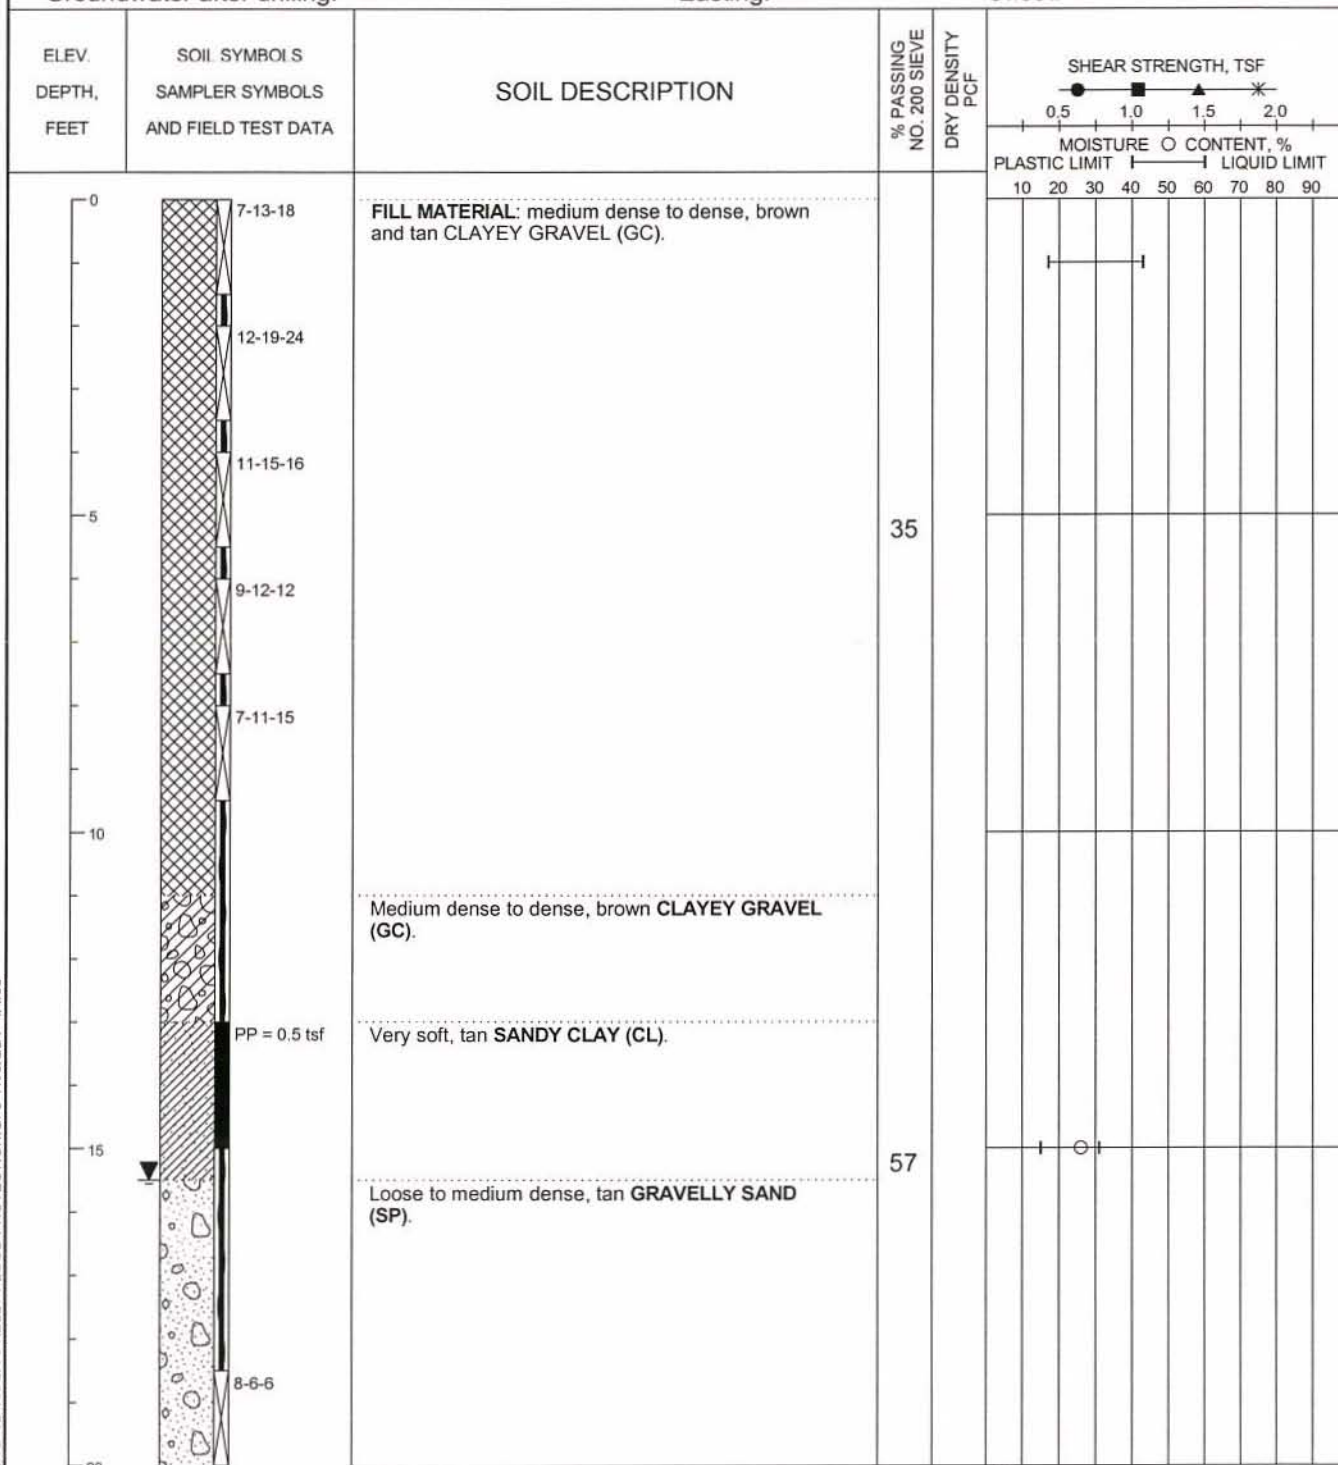 ELEV.
DEPTH,
FEET
SOIL SYMBOLS
SAMPLER SYMBOLS
AND FIELD TEST DATA
SOIL DESCRIPTION
% PASSING
NO. 200 SIEVE
DRY DENSITY
PCF
SHEAR STRENGTH, TSF
0.5 1.0 1.5 2.0
MOISTURE CONTENT, %
PLASTIC LIMIT LIQUID LIMIT
10 20 30 40 50 60 70 80 90
0
7-13-18
FILL MATERIAL: medium dense to dense, brown
and tan CLAYEY GRAVEL (GC).
12-19-24
11-15-16
5
35
9-12-12
7-11-15
10
Medium dense to dense, brown CLAYEY GRAVEL
(GC).
PP = 0.5 tsf
Very soft, tan SANDY CLAY (CL).
15
57
Loose to medium dense, tan GRAVELLY SAND
(SP).
8-6-6